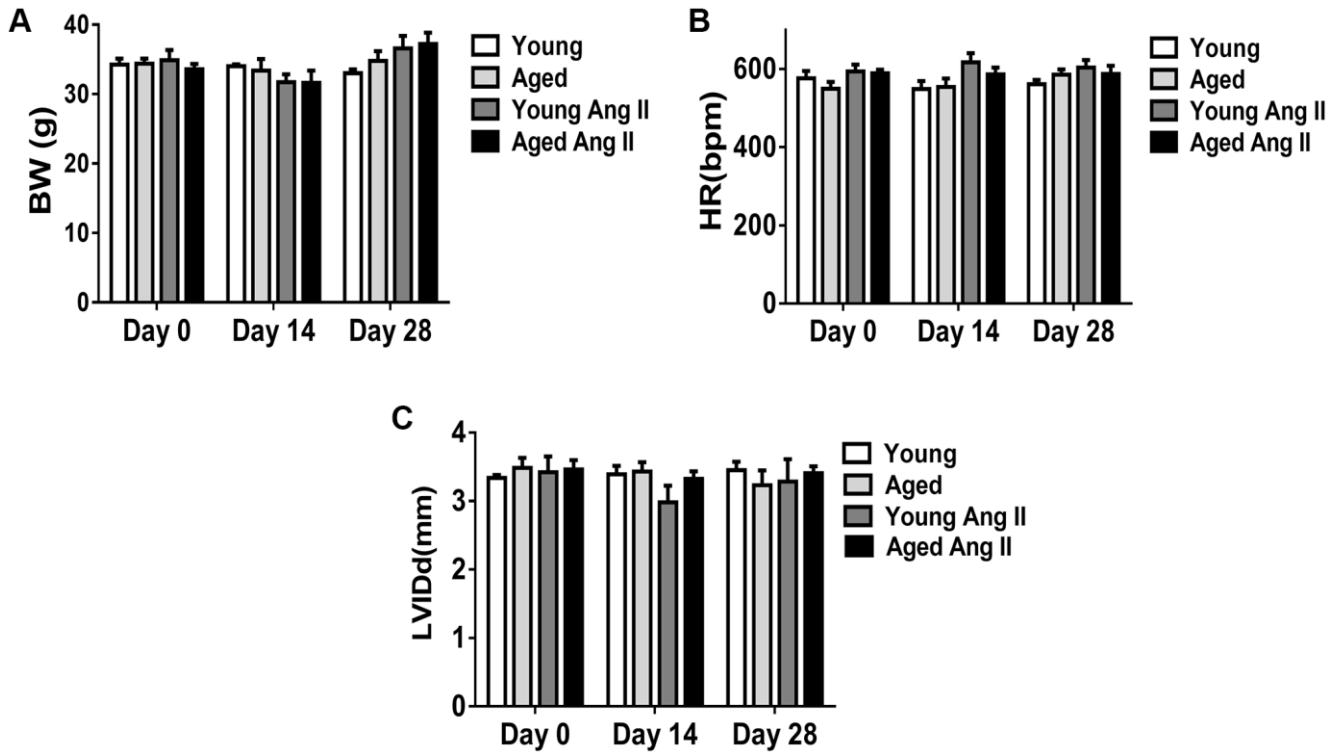 A
BW (g)
40
30
20
10
0
Day 0 Day 14 Day 28
Young
Aged
Young Ang II
Aged Ang II
B
HR(bpm)
600
400
200
0
Day 0 Day 14 Day 28
Young
Aged
Young Ang II
Aged Ang II
C
LVIDd(mm)
4
3
2
1
0
Day 0 Day 14 Day 28
Young
Aged
Young Ang II
Aged Ang II